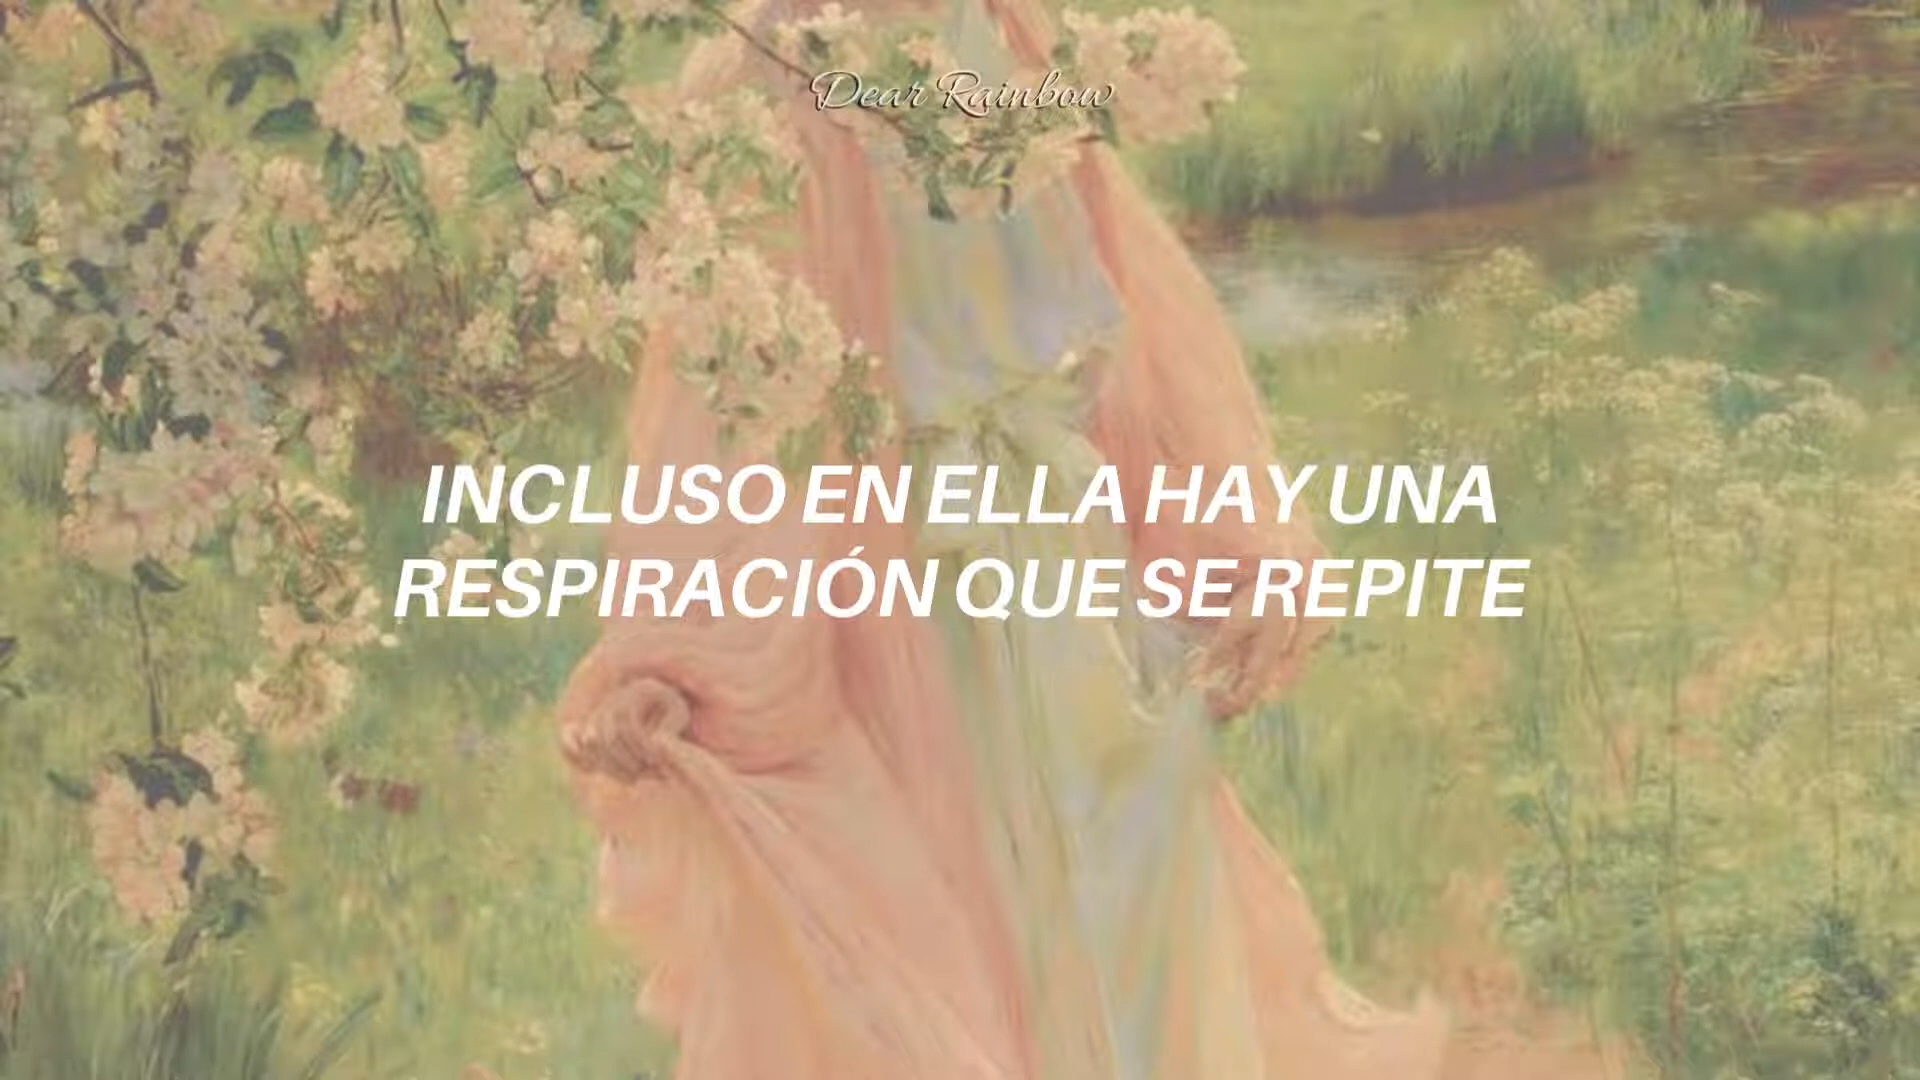 Dear Rainbow
INCLUSO EN ELLA HAY UNA
RESPIRACIÓN QUE SE REPITE